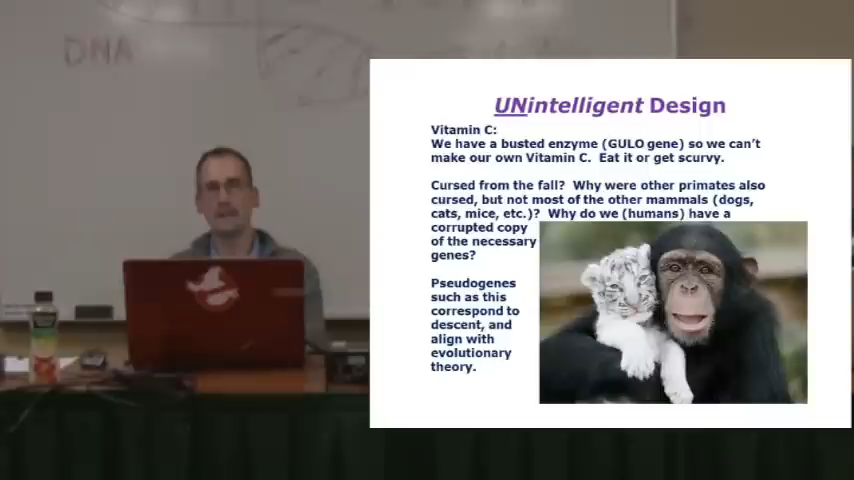 DNA
UNintelligent Design
Vitamin C:
We have a busted enzyme (GULO gene) so we can't
make our own Vitamin C.  Eat it or get scurvy.
Cursed from the fall?  Why were other primates also
cursed, but not most of the other mammals (dogs,
cats, mice, etc.)?  Why do we (humans) have a
corrupted copy
of the necessary
genes?
Pseudogenes
such as this
correspond to
descent, and
align with
evolutionary
theory.